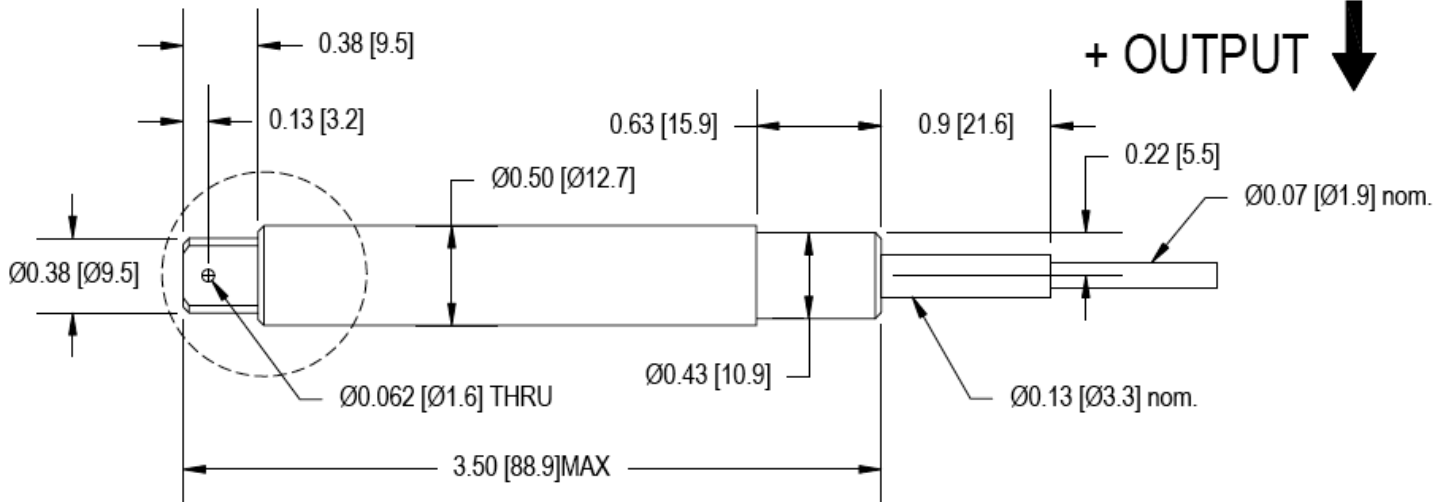 0.38 [9.5]
+ OUTPUT
0.13 [3.2]
0.63 [15.9]
0.9 [21.6]
0.22 [5.5]
Ø0.50 [Ø12.7]
Ø0.07 [Ø1.9] nom.
Ø0.38 [Ø9.5]
Ø0.43 [10.9]
Ø0.062 [Ø1.6] THRU
Ø0.13 [Ø3.3] nom.
3.50 [88.9]MAX